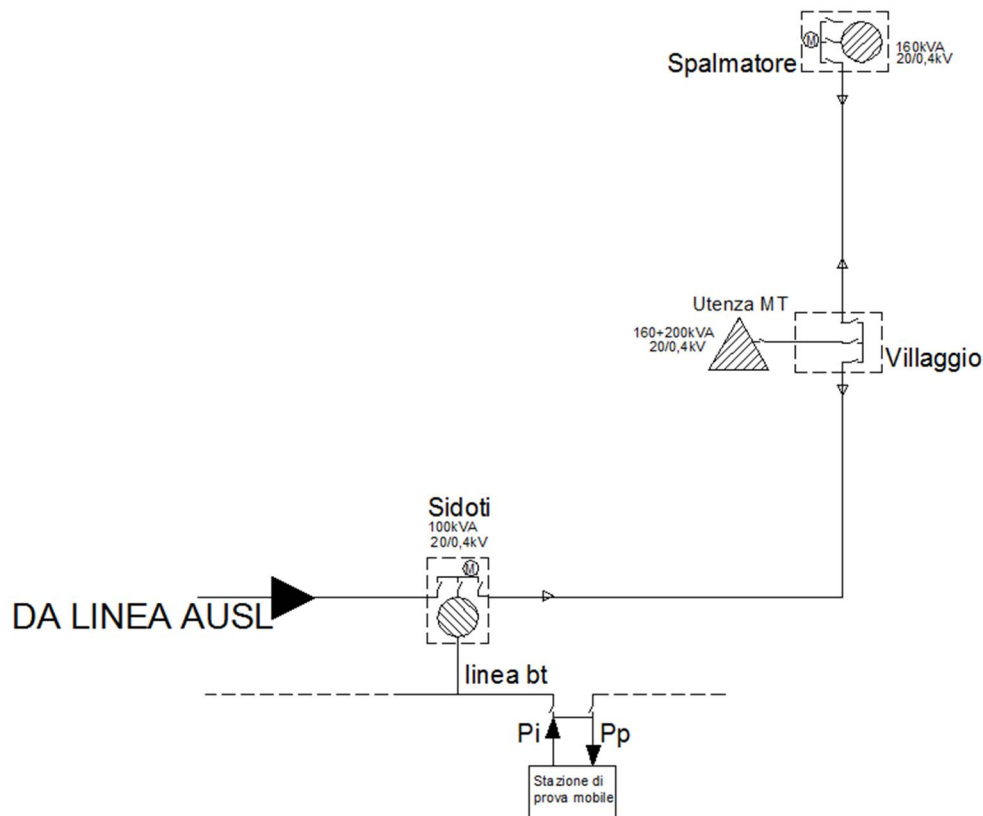 M
160kVA
20/0,4kV
Spalmatore
Utenza MT
160+200kVA
20/0,4kV
Villaggio
Sidoti
100kVA
20/0,4kV
M
DA LINEA AUSL
linea bt
Pi
Pp
Stazione di
prova mobile